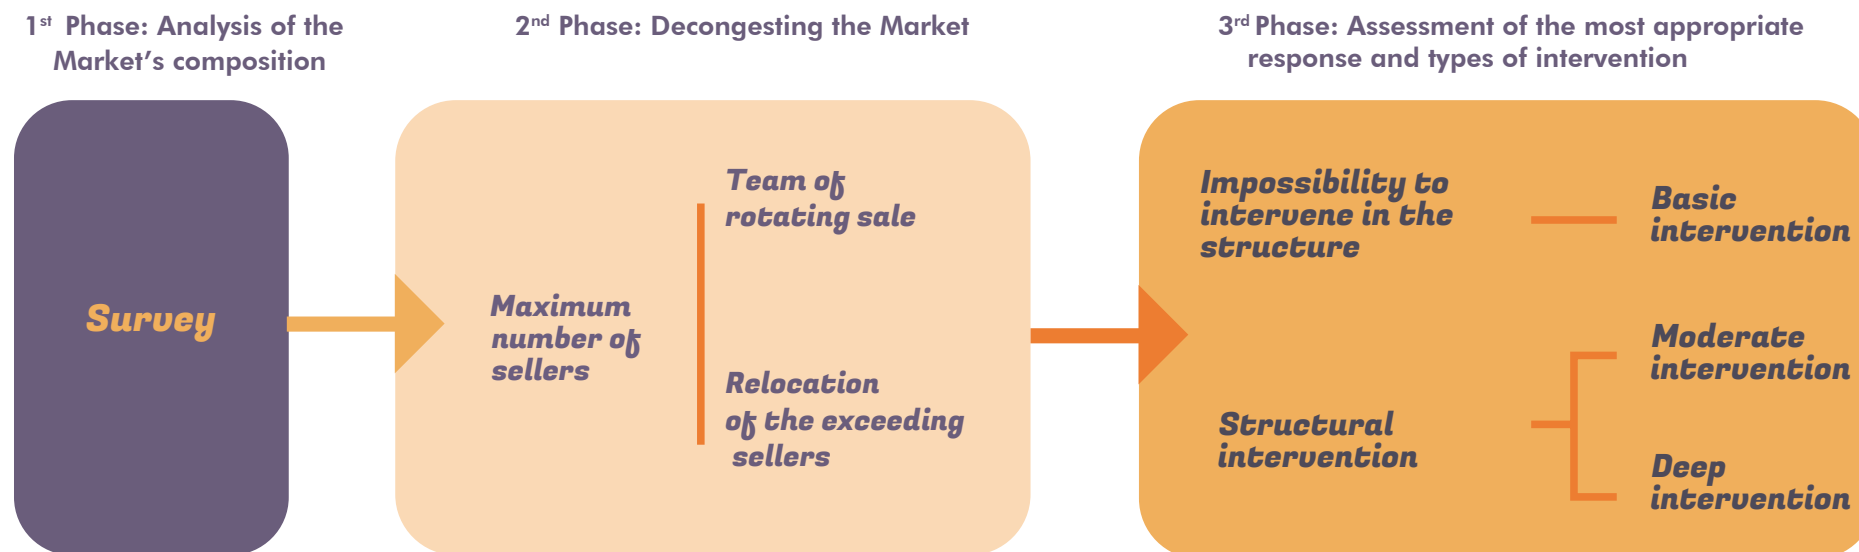 1st Phase: Analysis of the
Market's composition
2nd Phase: Decongesting the Market
3rd Phase: Assessment of the most appropriate
response and types of intervention
Survey
Maximum
number of
sellers
Team of
rotating sale
Relocation
of the exceeding
sellers
Impossibility to
intervene in the
structure
Basic
intervention
Structural
intervention
Moderate
intervention
Deep
intervention